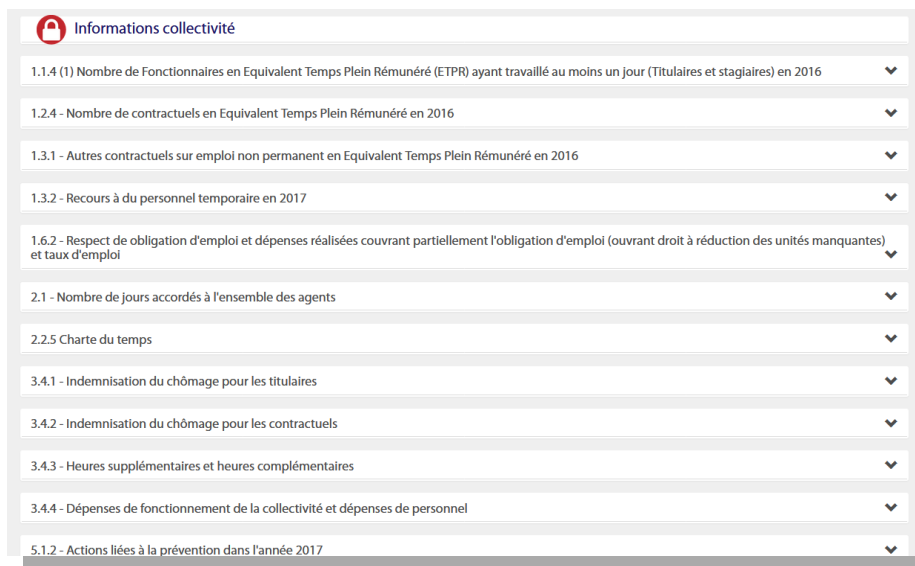 Informations collectivité
1.1.4 (1) Nombre de Fonctionnaires en Equivalent Temps Plein Rémunéré (ETPR) ayant travaillé au moins un jour (Titulaires et stagiaires) en 2016
1.2.4 - Nombre de contractuels en Equivalent Temps Plein Rémunéré en 2016
1.3.1 - Autres contractuels sur emploi non permanent en Equivalent Temps Plein Rémunéré en 2016
1.3.2 - Recours à du personnel temporaire en 2017
1.6.2 - Respect de obligation d'emploi et dépenses réalisées couvrant partiellement l'obligation d'emploi (ouvrant droit à réduction des unités manquantes)
et taux d'emploi
2.1 - Nombre de jours accordés à l'ensemble des agents
2.2.5 Charte du temps
3.4.1 - Indemnisation du chômage pour les titulaires
3.4.2 - Indemnisation du chômage pour les contractuels
3.4.3 - Heures supplémentaires et heures complémentaires
3.4.4 - Dépenses de fonctionnement de la collectivité et dépenses de personnel
5.1.2 - Actions liées à la prévention dans l'année 2017